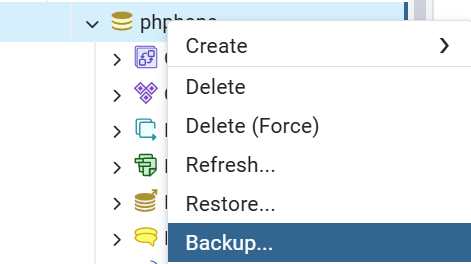 Create
Delete
Delete (Force)
Refresh...
Restore...
Backup...